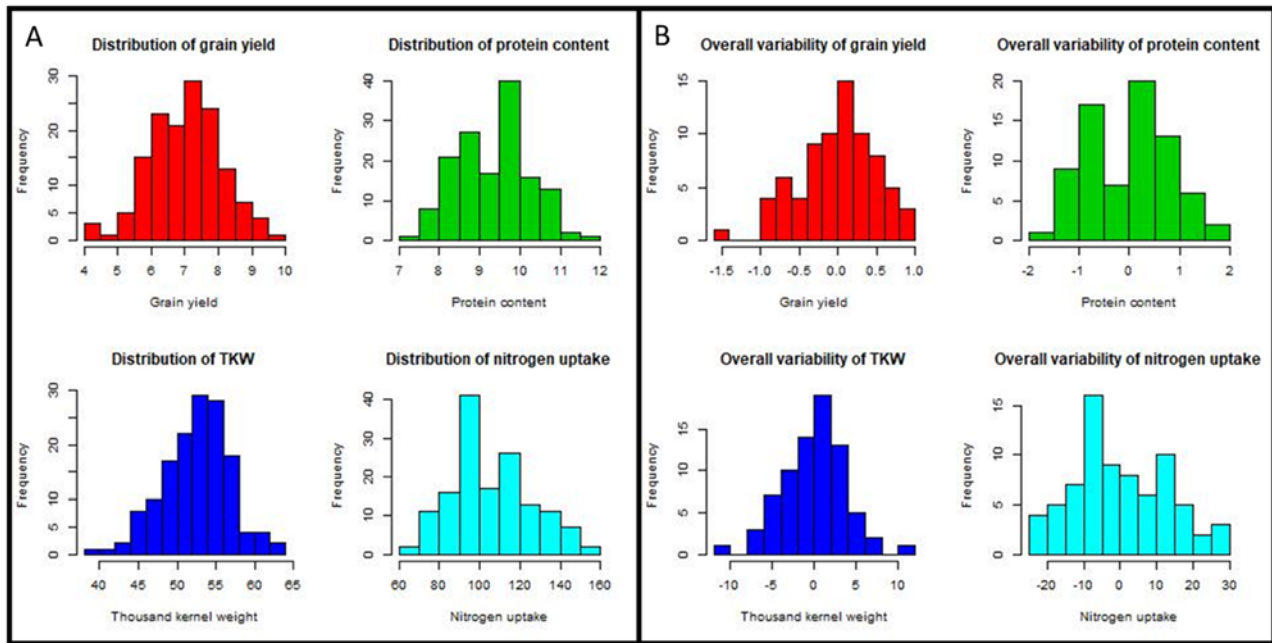 A
Distribution of grain yield
Frequency
0 5 10 20 30
4 5 6 7 8 9 10
Grain yield
Distribution of protein content
Frequency
0 10 20 30 40
7 8 9 10 11 12
Protein content
Distribution of TKW
Frequency
0 5 10 20 30
40 45 50 55 60 65
Thousand kernel weight
Distribution of nitrogen uptake
Frequency
0 10 20 30 40
60 80 100 120 140 160
Nitrogen uptake
B
Overall variability of grain yield
Frequency
0 5 10 15
-1.5 -1.0 -0.5 0.0 0.5 1.0
Grain yield
Overall variability of protein content
Frequency
0 5 10 15 20
-2 -1 0 1 2
Protein content
Overall variability of TKW
Frequency
0 5 10 15
-10 -5 0 5 10
Thousand kernel weight
Overall variability of nitrogen uptake
Frequency
0 5 10 15
-20 -10 0 10 20 30
Nitrogen uptake